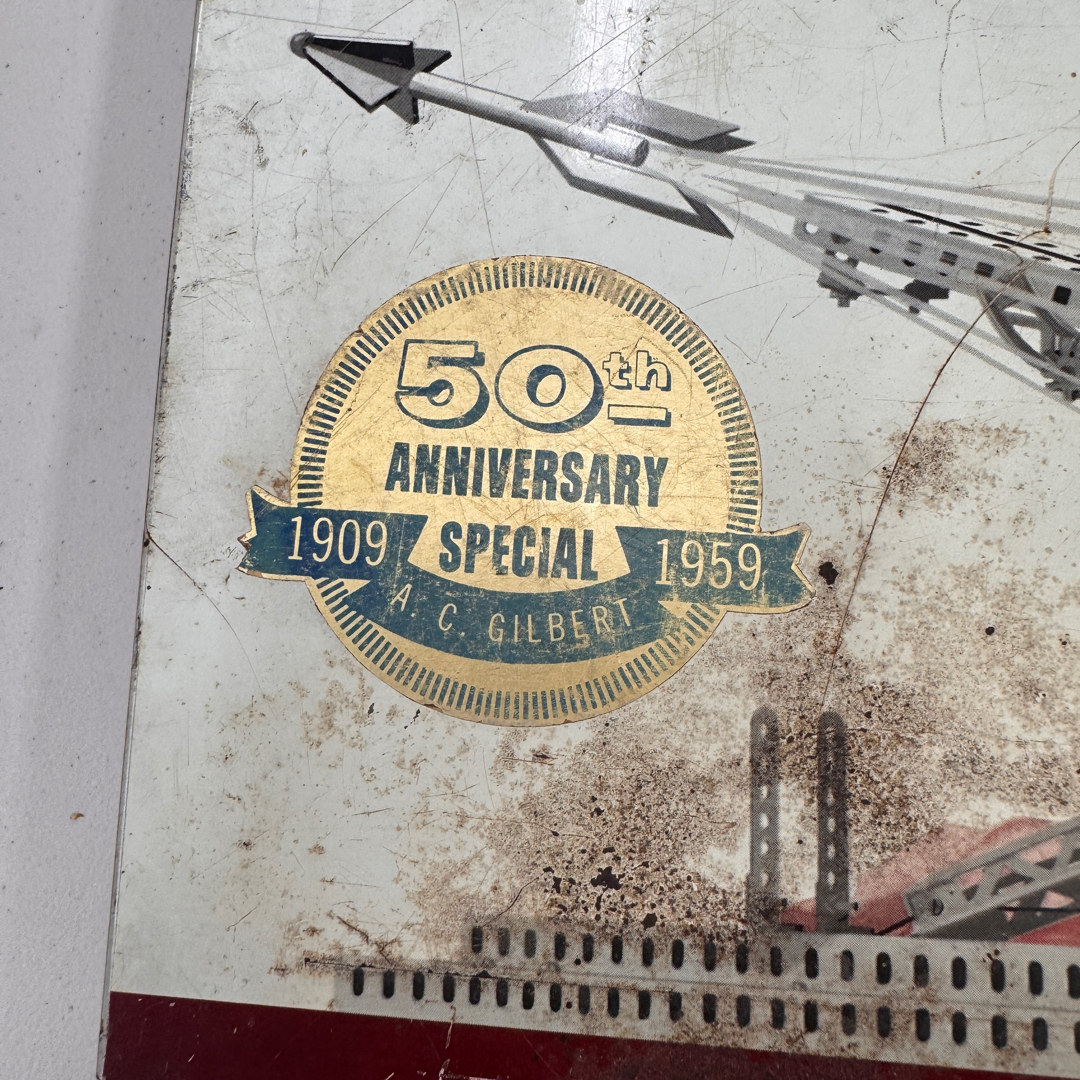 50th
ANNIVERSARY
SPECIAL
1909
1959
A. C. GILBERT